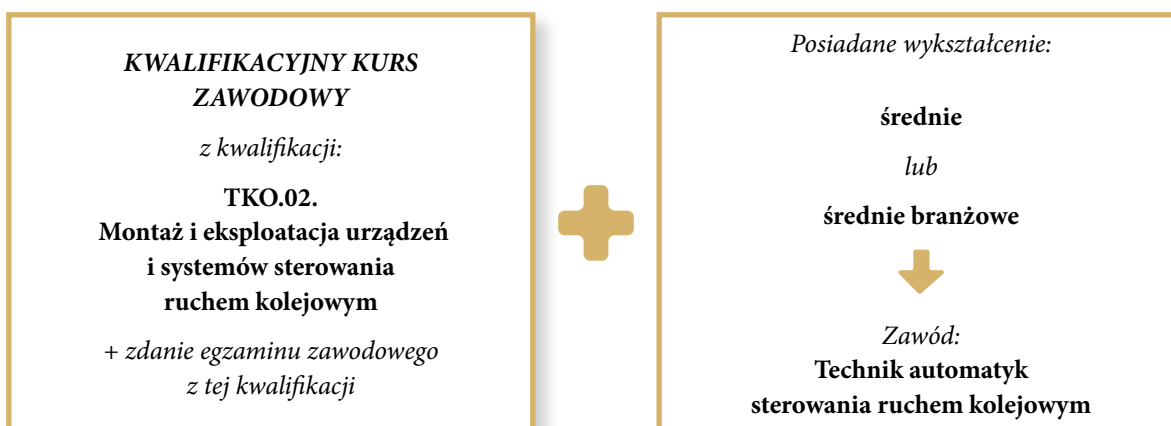 KWALIFIKACYJNY KURS
ZAWODOWY
z kwalifikacji:
TKO.02.
Montaż i eksploatacja urządzeń
i systemów sterowania
ruchem kolejowym
+ zdanie egzaminu zawodowego
z tej kwalifikacji
Posiadane wykształcenie:
średnie
lub
średnie branżowe
Zawód:
Technik automatyk
sterowania ruchem kolejowym